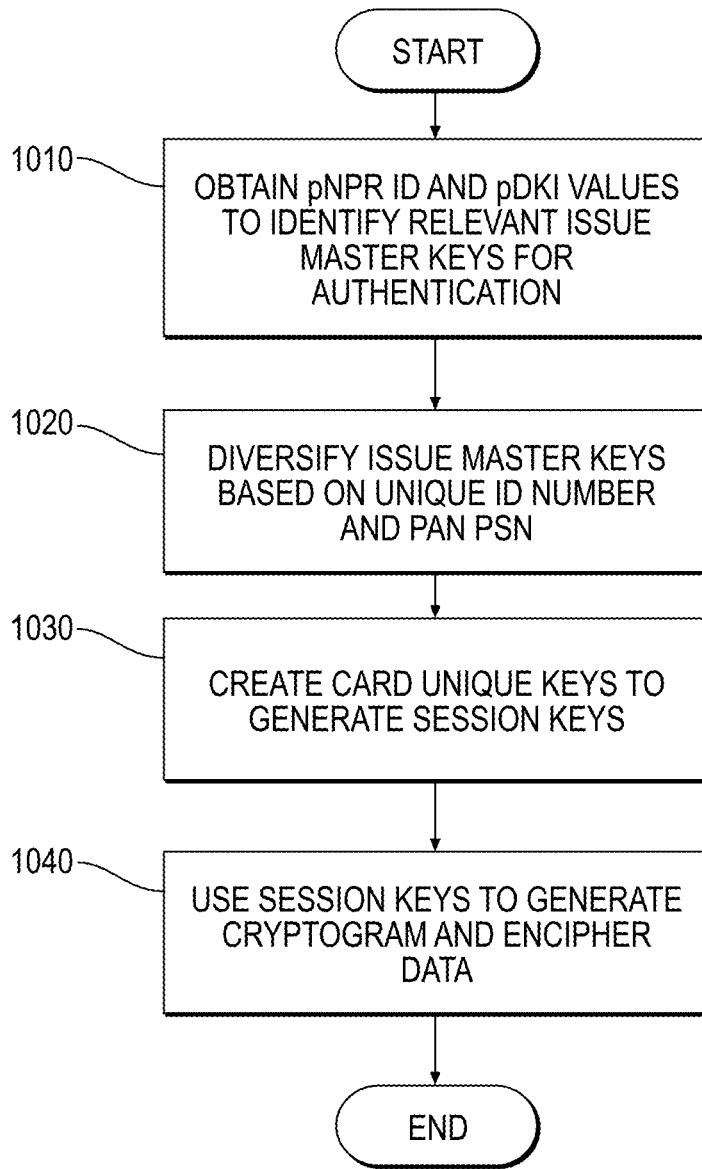 START
1010
OBTAIN pNPR ID AND pDKI VALUES
TO IDENTIFY RELEVANT ISSUE
MASTER KEYS FOR
AUTHENTICATION
1020
DIVERSIFY ISSUE MASTER KEYS
BASED ON UNIQUE ID NUMBER
AND PAN PSN
1030
CREATE CARD UNIQUE KEYS TO
GENERATE SESSION KEYS
1040
USE SESSION KEYS TO GENERATE
CRYPTOGRAM AND ENCIPHER
DATA
END